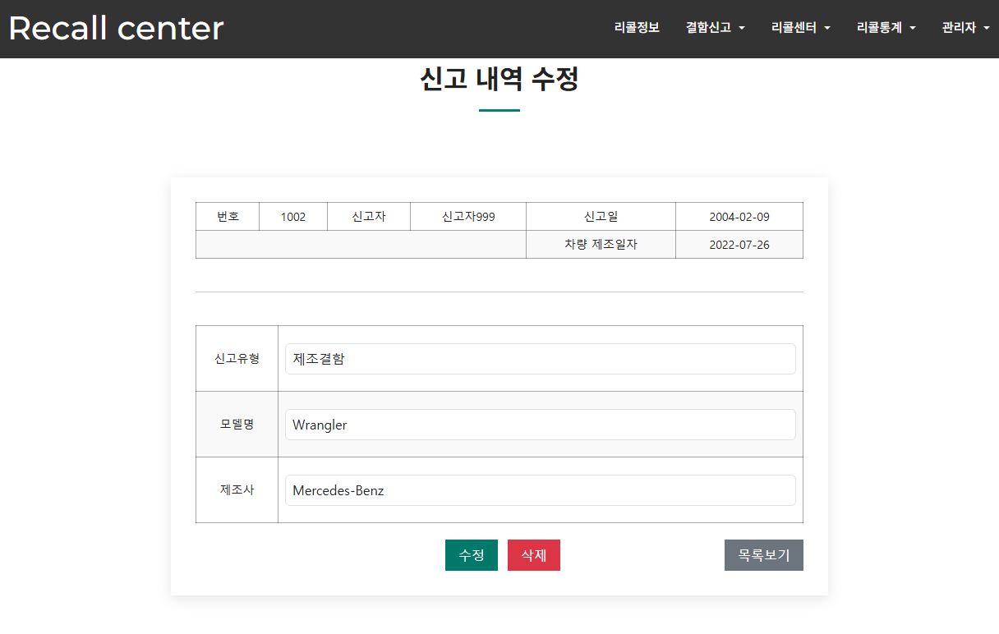 Recall center 리콜정보 결함신고 리콜센터 리콜통계 관리자
신고 내역 수정
번호 1002 신고자 신고자999 신고일 2004-02-09
차량 제조일자 2022-07-26
신고유형 제조결함
모델명 Wrangler
제조사 Mercedes-Benz
수정 삭제 목록보기